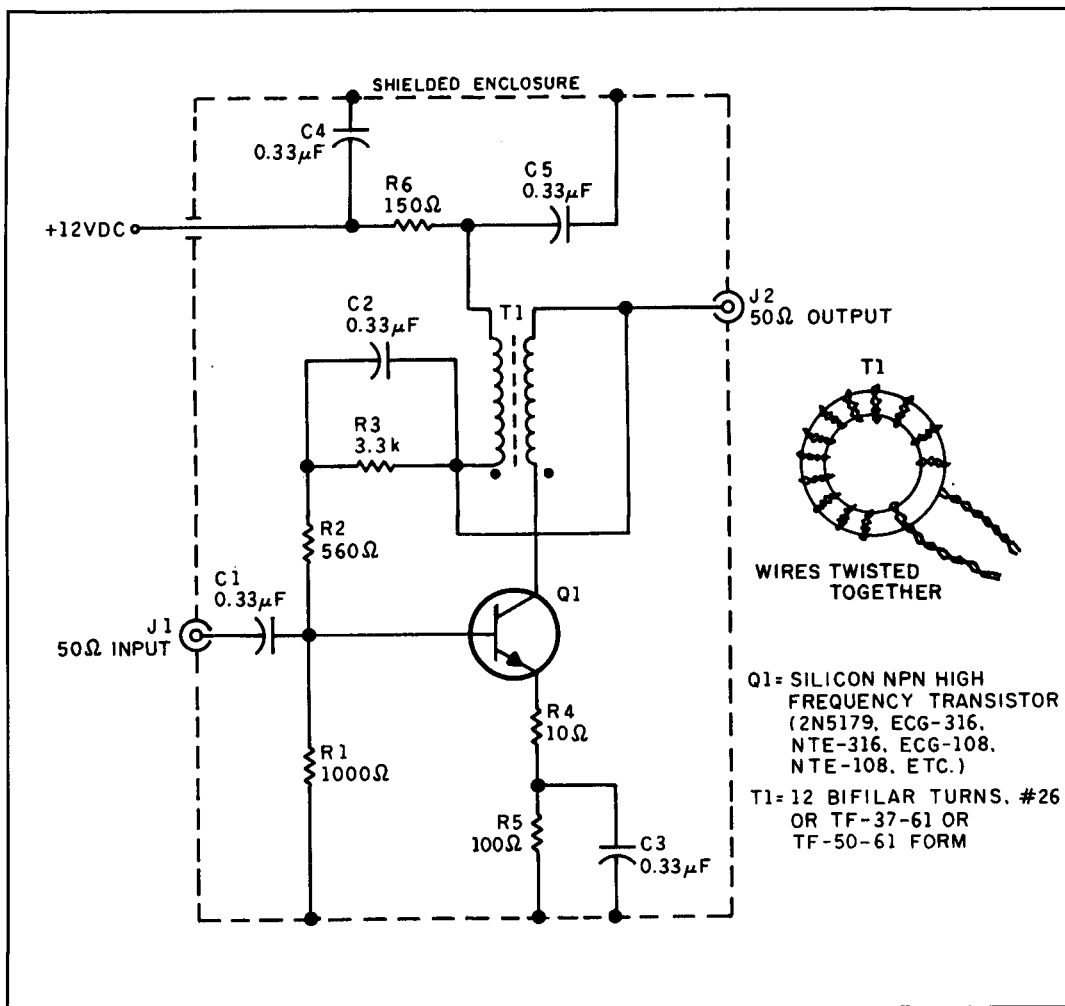 SHIELDED ENCLOSURE
C4
0.33µF
C5
0.33µF
R6
150Ω
+12VDC
J2
50Ω OUTPUT
C2
0.33µF
T1
T1
R3
3.3k
R2
560Ω
WIRES TWISTED
TOGETHER
C1
0.33µF
Q1
J1
50Ω INPUT
Q1= SILICON NPN HIGH
FREQUENCY TRANSISTOR
(2N5179, ECG-316,
NTE-316, ECG-108,
NTE-108, ETC.)
R4
10Ω
R1
1000Ω
T1= 12 BIFILAR TURNS, #26
OR TF-37-61 OR
TF-50-61 FORM
R5
100Ω
C3
0.33µF